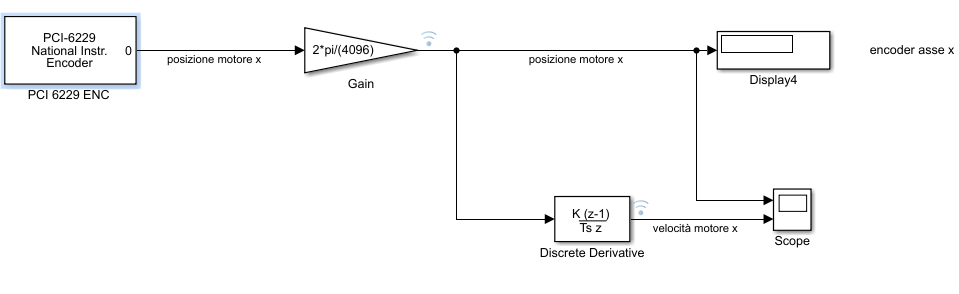 PCI-6229
National Instr.
Encoder
0
PCI 6229 ENC
posizione motore x
2*pi/(4096)
Gain
posizione motore x
Display4
encoder asse x
K (z-1)
Ts z
Discrete Derivative
velocità motore x
Scope